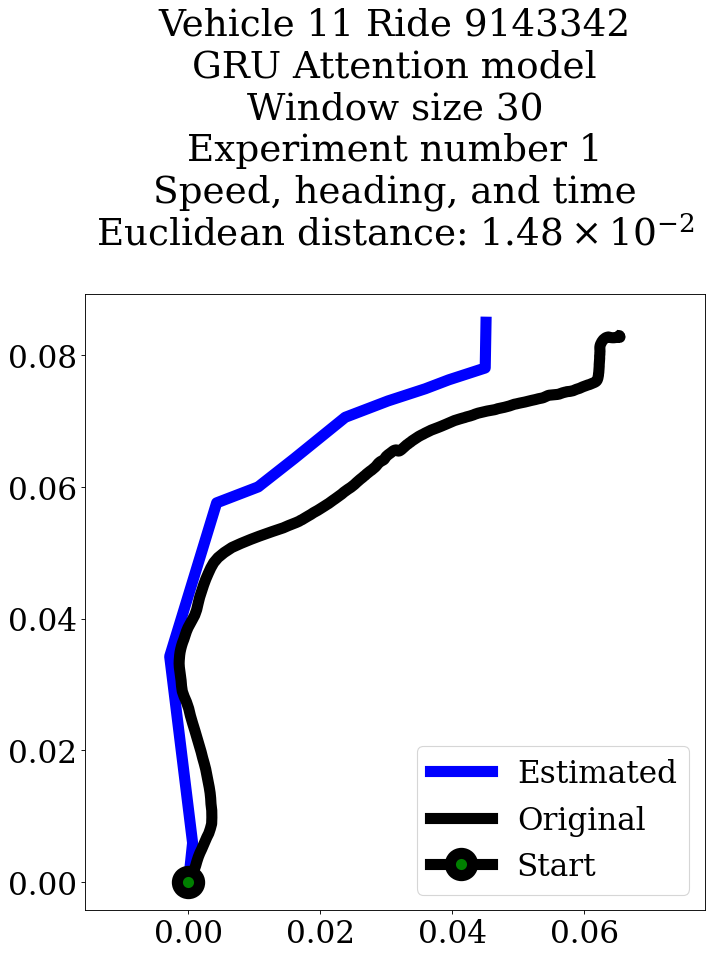 Vehicle 11 Ride 9143342
GRU Attention model
Window size 30
Experiment number 1
Speed, heading, and time
Euclidean distance: 1.48 × 10⁻²
0.08
0.06
0.04
0.02
0.00
Estimated
Original
Start
0.00 0.02 0.04 0.06